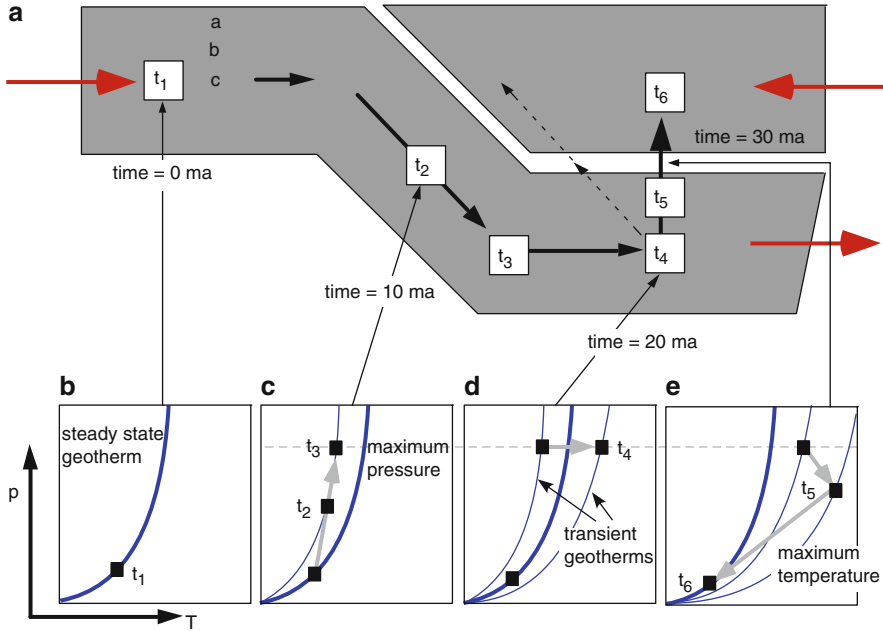 a
a
b
c
t1
t2
t3
t4
t5
t6
time = 0 ma
time = 10 ma
time = 20 ma
time = 30 ma
b
c
d
e
p
T
steady state
geotherm
t1
t3
t2
maximum
pressure
t4
transient
geotherms
t5
t6
maximum
temperature